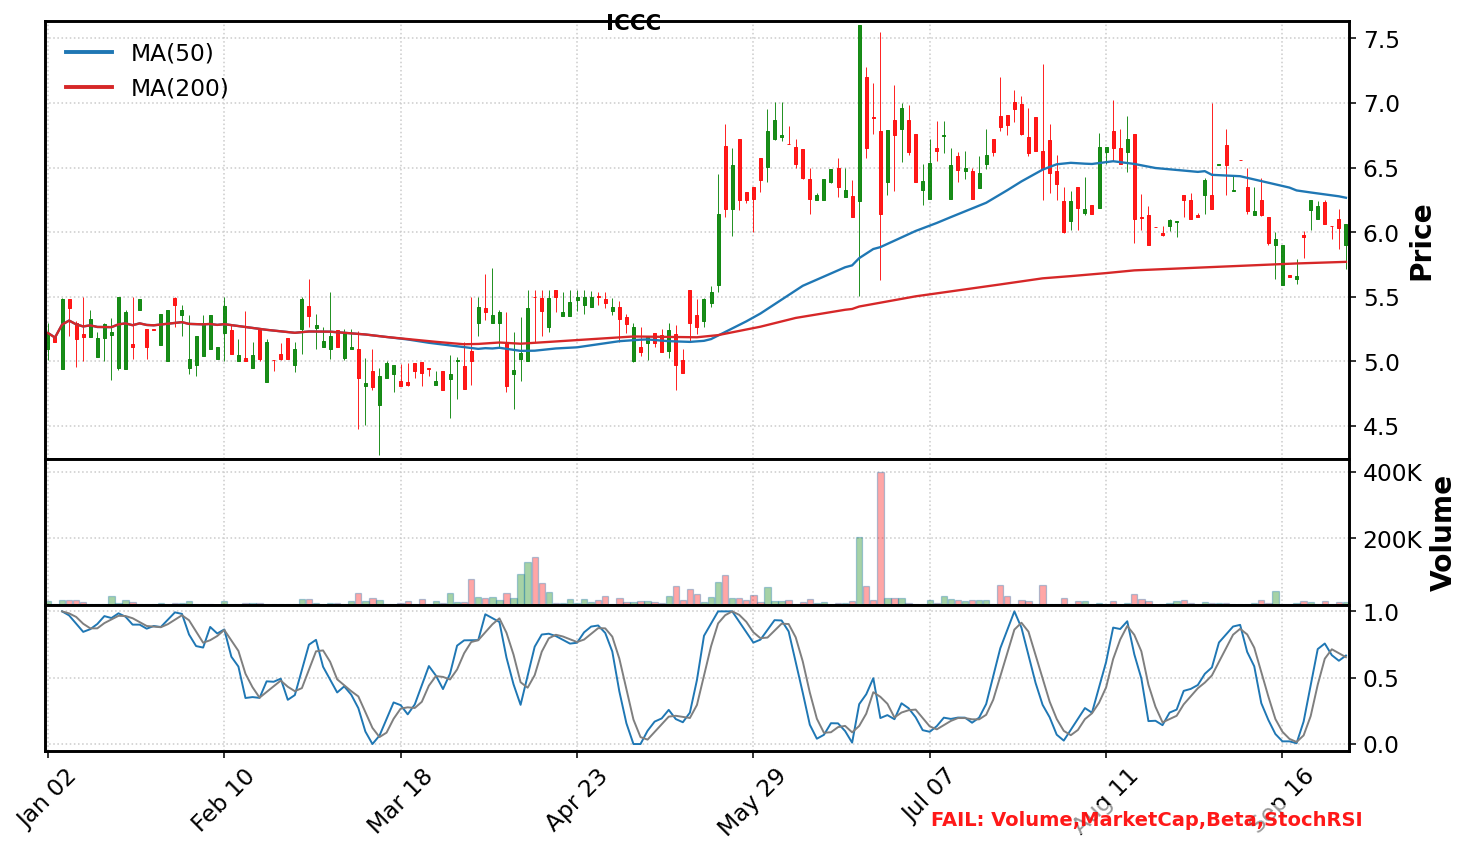 ICCC
MA(50)
MA(200)
7.5
7.0
6.5
6.0
5.5
5.0
4.5
Price
400K
200K
Volume
1.0
0.5
0.0
Jan 02
Feb 10
Mar 18
Apr 23
May 29
Jul 07
Aug 11
Sep 16
FAIL: Volume,MarketCap,Beta,StochRSI